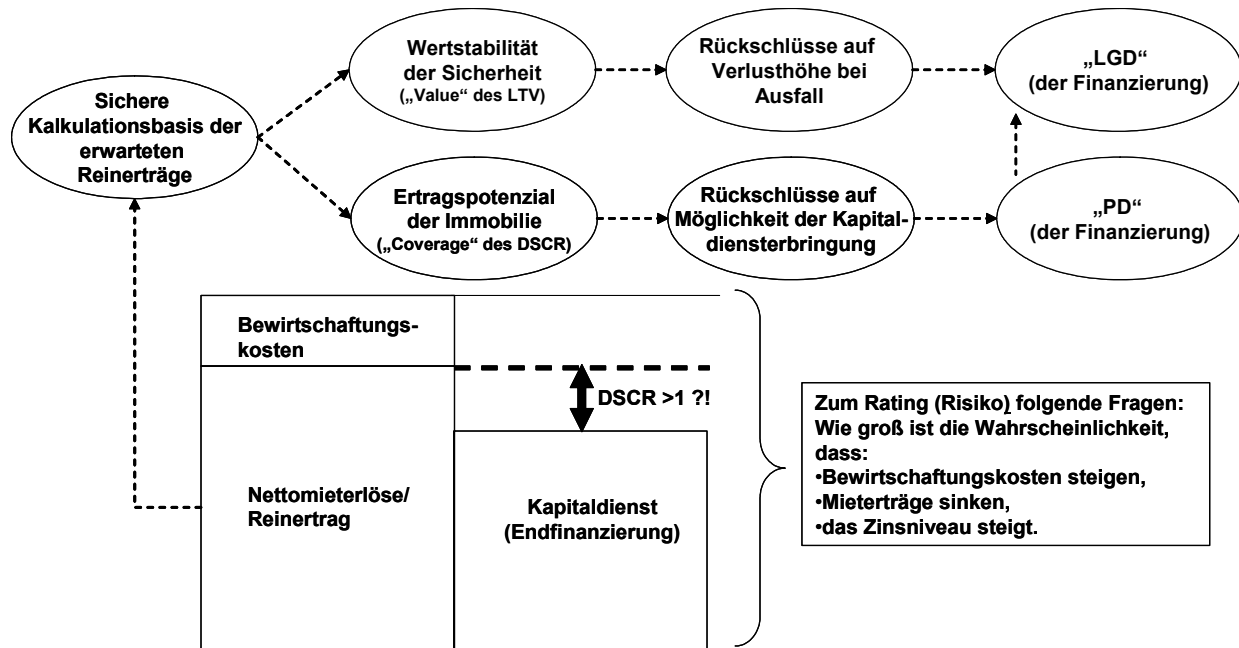 Wertstabilität
der Sicherheit
(„Value“ des LTV)
Rückschlüsse auf
Verlusthöhe bei
Ausfall
„LGD“
(der Finanzierung)
Sichere
Kalkulationsbasis der
erwarteten
Reinerträge
Ertragspotenzial
der Immobilie
(„Coverage“ des DSCR)
Rückschlüsse auf
Möglichkeit der Kapital-
diensterbringung
„PD“
(der Finanzierung)
Bewirtschaftungs-
kosten
DSCR >1 ?!
Nettomieterlöse/
Reinertrag
Kapitaldienst
(Endfinanzierung)
Zum Rating (Risiko) folgende Fragen:
Wie groß ist die Wahrscheinlichkeit,
dass:
•Bewirtschaftungskosten steigen,
•Mieterträge sinken,
•das Zinsniveau steigt.